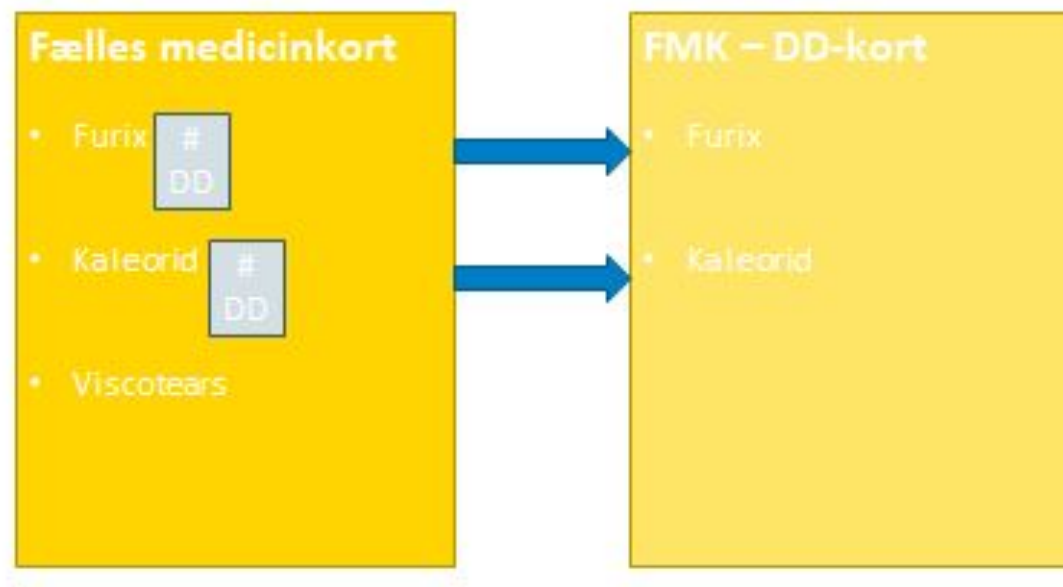 Fælles medicinkort
• Furix
#
DD
• Kaleorid
#
DD
• Viscotears
FMK – DD-kort
• Furix
• Kaleorid